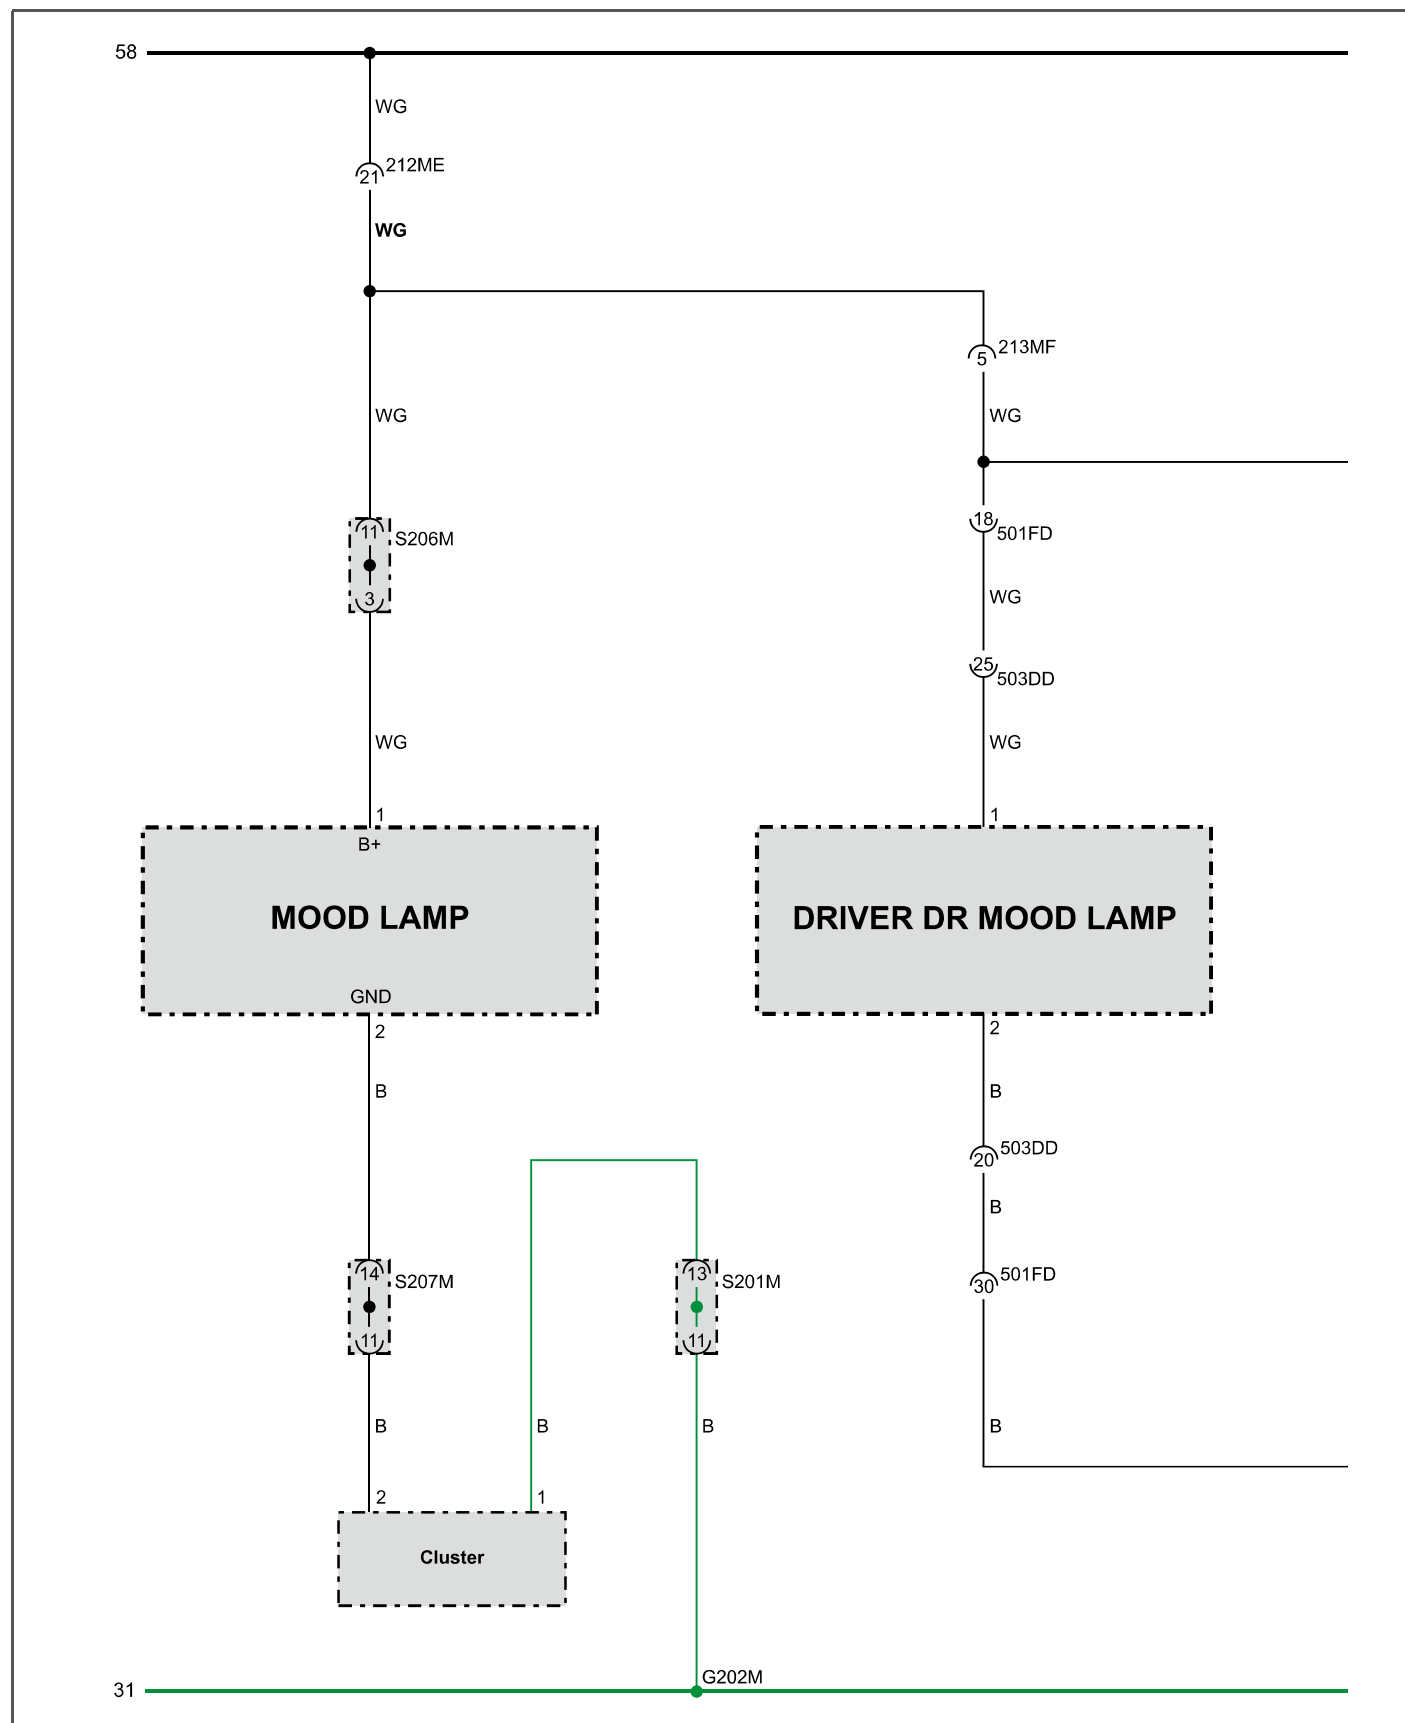 58
WG
212ME
21
WG
213MF
5
WG
WG
18
501FD
11
S206M
3
WG
25
503DD
WG
WG
1
1
B+
MOOD LAMP
DRIVER DR MOOD LAMP
GND
2
2
B
B
503DD
20
B
14
S207M
13
S201M
501FD
30
11
11
B
B
B
B
2
1
Cluster
G202M
31